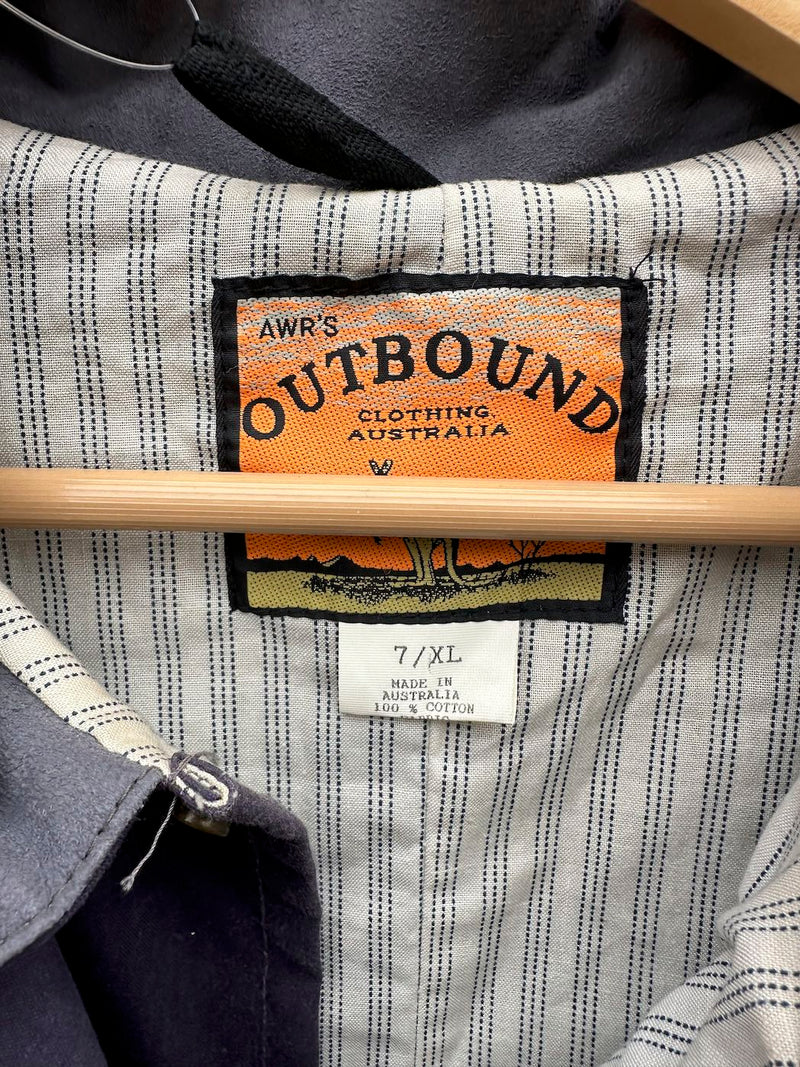 AWR'S
OUTBOUND
CLOTHING
AUSTRALIA
7/XL
MADE IN
AUSTRALIA
100 % COTTON